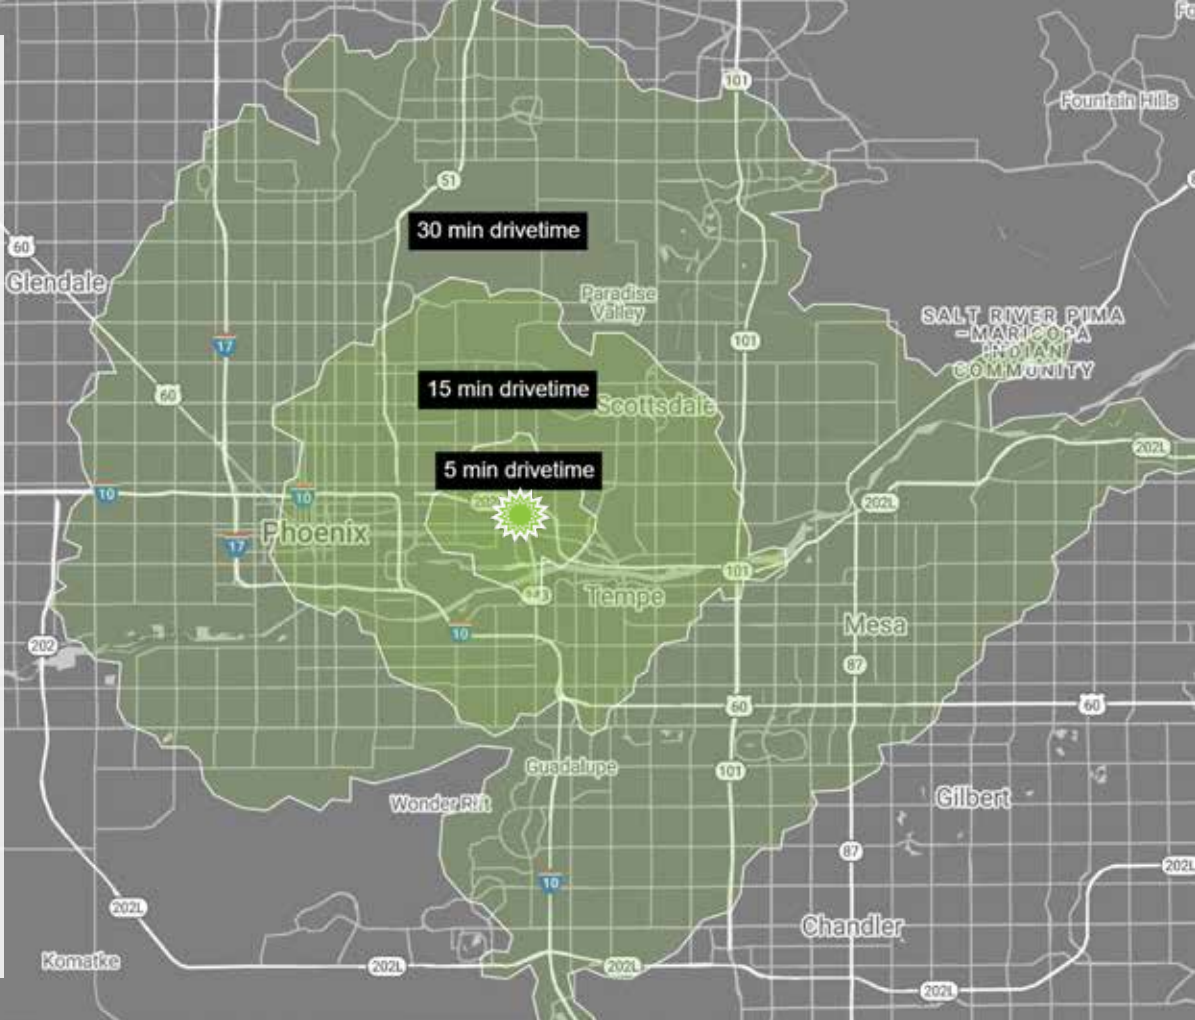 Fo
101
Fountain Hills
51
30 min drivetime
60
Glendale
Paradise
Valley
SALT RIVER PIMA
-MARICOPA
INDIAN
COMMUNITY
17
101
60
15 min drivetime
Scottsdale
202L
5 min drivetime
10
10
202L
Phoenix
17
101
143
Tempe
10
Mesa
202
87
60
60
Guadalupe
101
Gilbert
87
202L
10
202L
Chandler
Komatke
202L
202L
202L